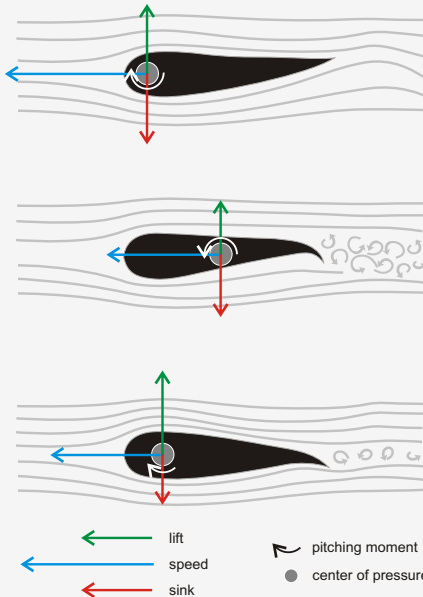 lift
speed
sink
pitching moment
center of pressure